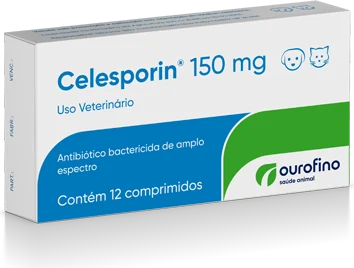 Celesporin® 150 mg
Uso Veterinário
Antibiótico bactericida de amplo
espectro
Contém 12 comprimidos
ourofino
saúde animal
VENC.:
FABR.:
PART.: